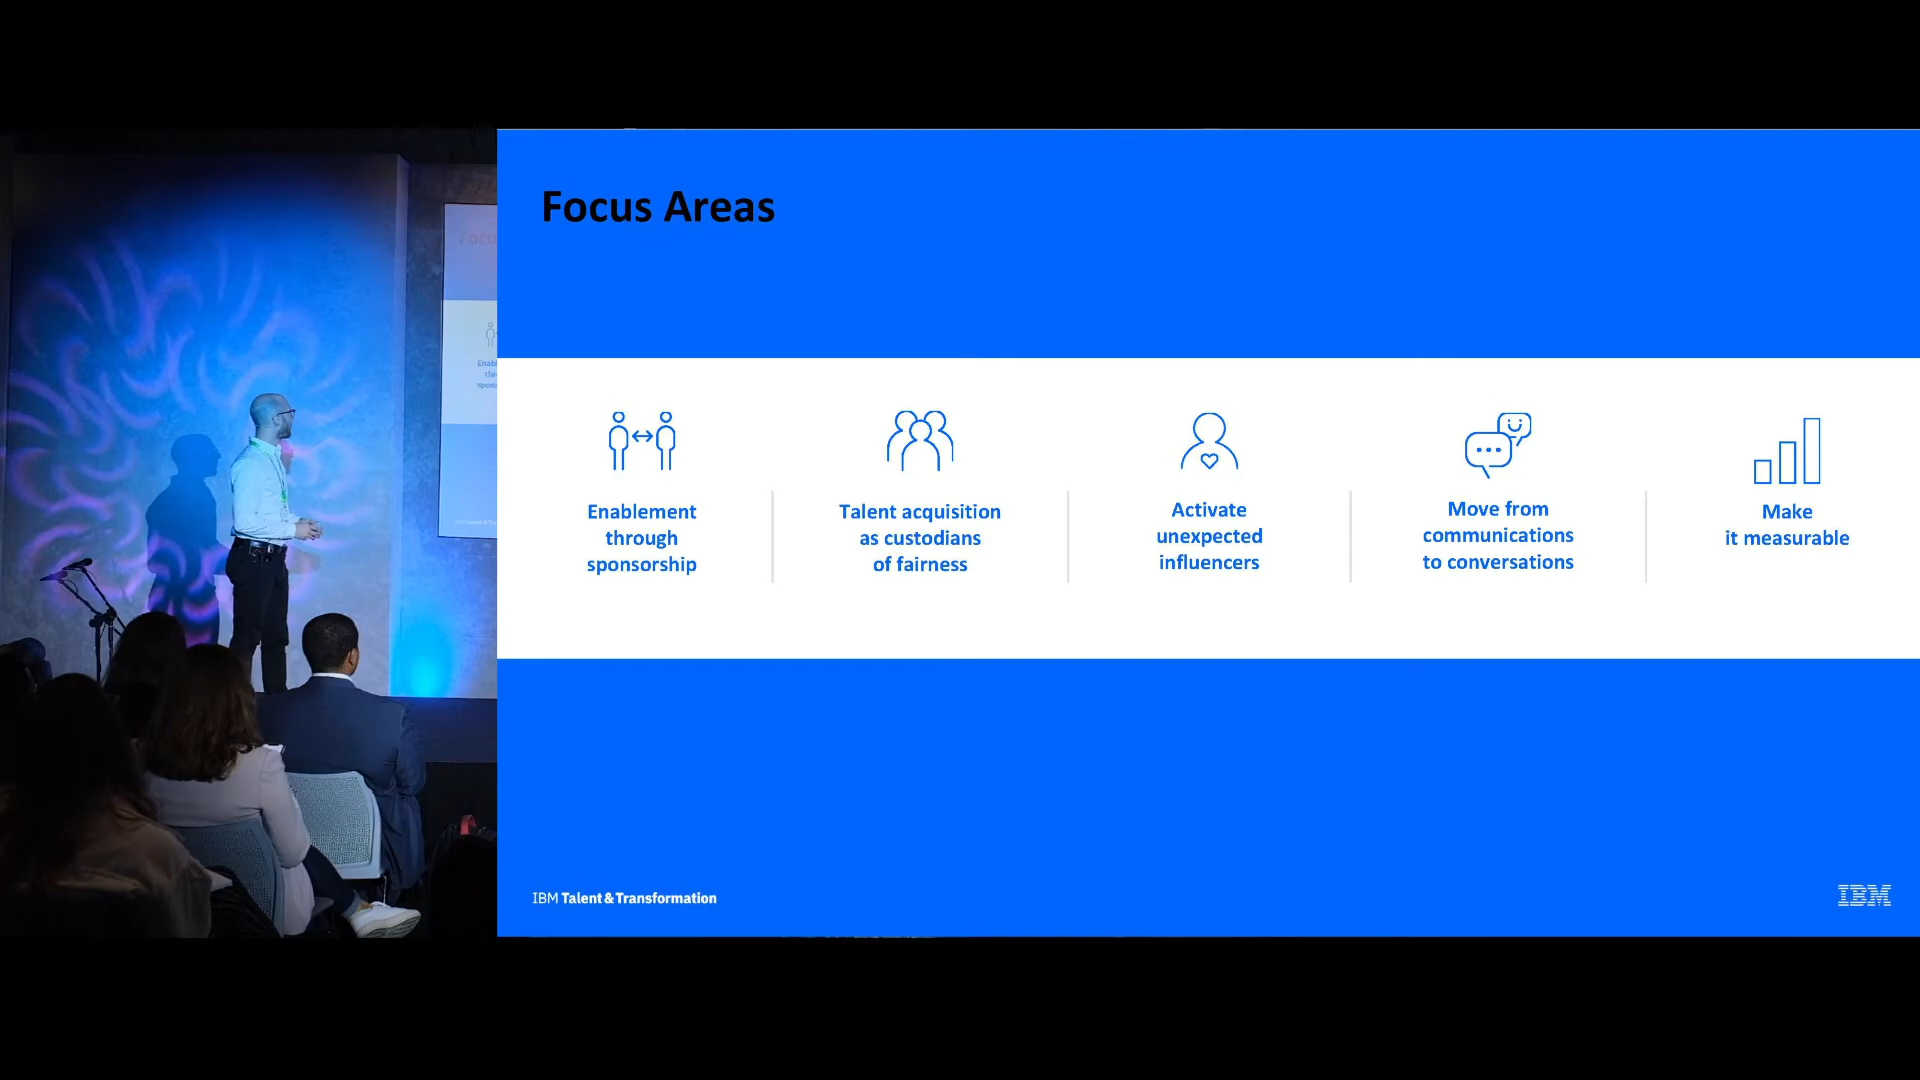 Focus Areas
Enablement
through
sponsorship
Talent acquisition
as custodians
of fairness
Activate
unexpected
influencers
Move from
communications
to conversations
Make
it measurable
IBM Talent & Transformation
IBM